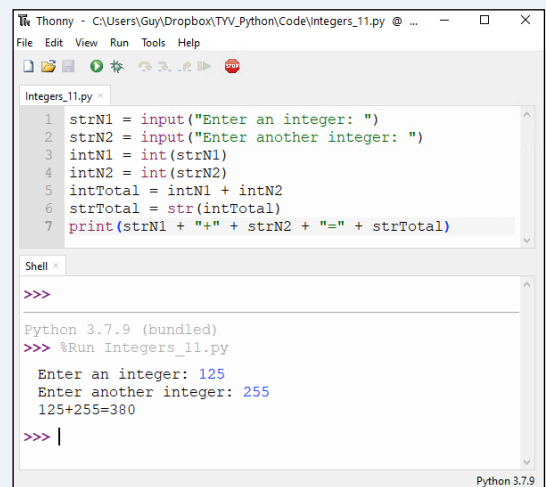 Thonny - C:\Users\Guy\Dropbox\TYV_Python\Code\Integers_11.py @ ...
File Edit View Run Tools Help
STOP
Integers_11.py ×
1 strN1 = input("Enter an integer: ")
2 strN2 = input("Enter another integer: ")
3 intN1 = int(strN1)
4 intN2 = int(strN2)
5 intTotal = intN1 + intN2
6 strTotal = str(intTotal)
7 print(strN1 + "+" + strN2 + "=" + strTotal)
Shell ×
>>>
Python 3.7.9 (bundled)
>>> %Run Integers_11.py
Enter an integer: 125
Enter another integer: 255
125+255=380
>>>
Python 3.7.9